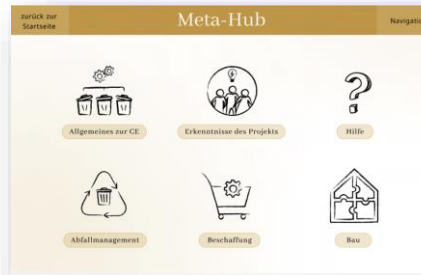 zurück zur
Startseite
Meta-Hub
Navigatio
Allgemeines zur CE
Erkenntnisse des Projekts
Hilfe
Abfallmanagement
Beschaffung
Bau